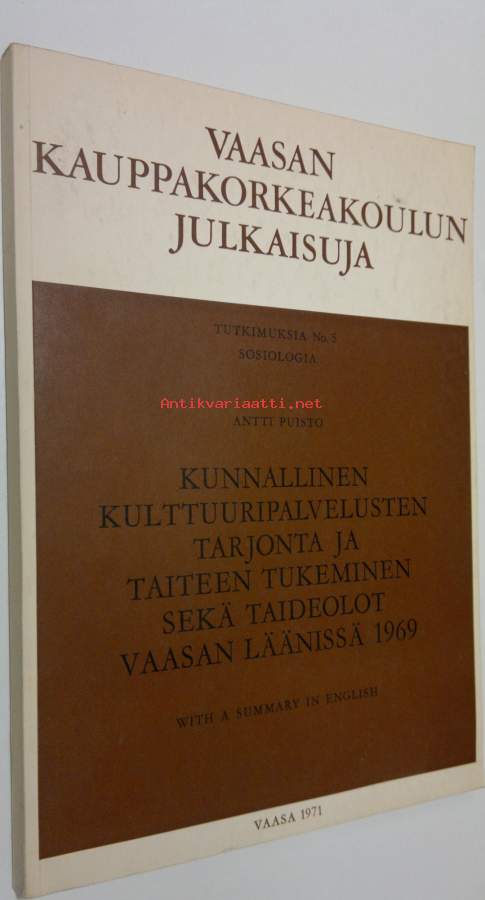 VAASAN
KAUPPAKORKEAKOULUN
JULKAISUJA
TUTKIMUKSIA No. 5
SOSIOLOGIA
Antikvariaatti.net
ANTTI PUISTO
KUNNALLINEN
KULTTUURIPALVELUSTEN
TARJONTA JA
TAITEEN TUKEMINEN
SEKÄ TAIDEOLOT
VAASAN LÄÄNISSÄ 1969
WITH A SUMMARY IN ENGLISH
VAASA 1971